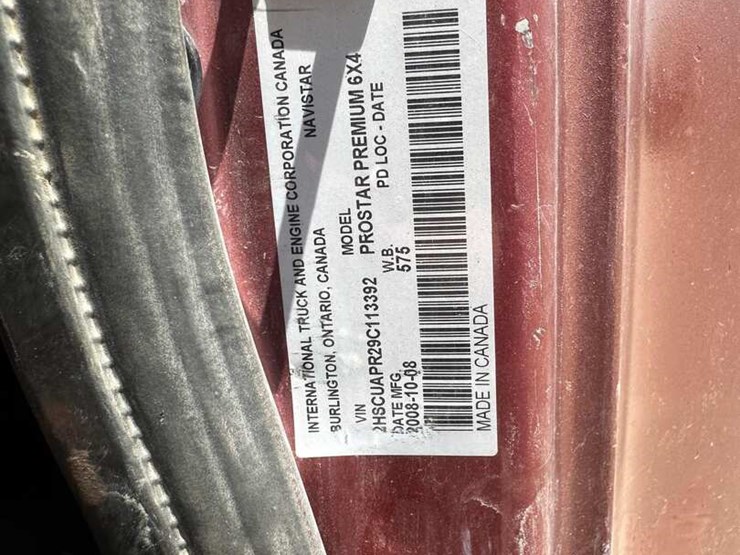 INTERNATIONAL TRUCK AND ENGINE CORPORATION CANADA
BURLINGTON, ONTARIO, CANADA NAVISTAR
VIN MODEL
2HSCUAPR29C113392 PROSTAR PREMIUM 6X4
DATE MFG. W.B. PD LOC - DATE
2008-10-08 575
MADE IN CANADA